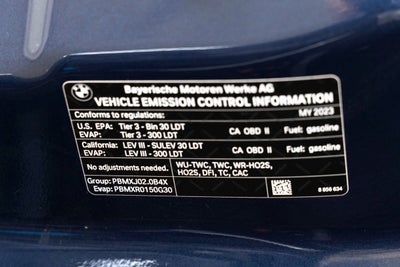 Bayerische Motoren Werke AG
VEHICLE EMISSION CONTROL INFORMATION
Conforms to regulations: MY 2023
U.S. EPA: Tier 3 - Bin 30 LDT CA OBD II Fuel: gasoline
EVAP: Tier 3 - 300 LDT
California: LEV III - SULEV 30 LDT CA OBD II Fuel: gasoline
EVAP: LEV III - LDT
No adjustments needed. WU-TWC, TWC, WR-HO2S,
HO2S, DFI, TC, CAC
Group: PBMXJ02.0B4X
Evap: PBMXR0150G30 8 858 634